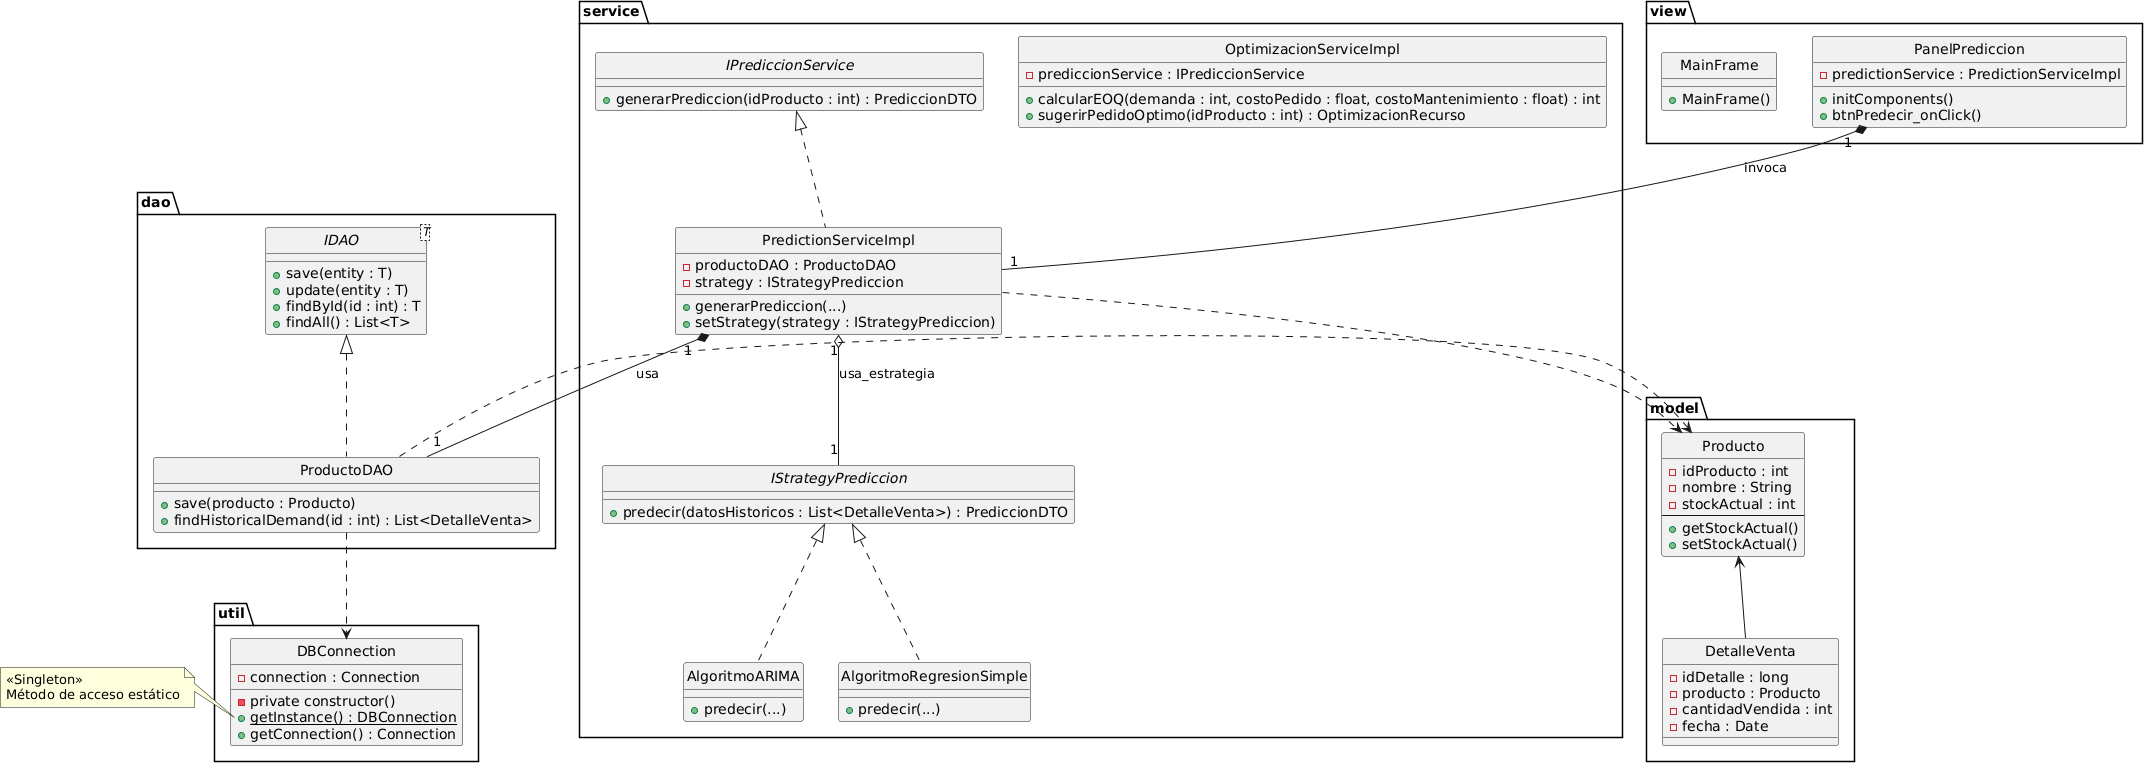 service
IPrediccionService
generarPrediccion(idProducto : int) : PrediccionDTO
OptimizacionServiceImpl
prediccionService : IPrediccionService
calcularEOQ(demanda : int, costoPedido : float, costoMantenimiento : float) : int
sugerirPedidoOptimo(idProducto : int) : OptimizacionRecurso
view
MainFrame
MainFrame()
PanelPrediccion
predictionService : PredictionServiceImpl
initComponents()
btnPredecir_onClick()
1
invoca
1
dao
IDAO
T
save(entity : T)
update(entity : T)
findById(id : int) : T
findAll() : List<T>
PredictionServiceImpl
productoDAO : ProductoDAO
strategy : IStrategyPrediccion
generarPrediccion(...)
setStrategy(strategy : IStrategyPrediccion)
1
usa
1
1
usa_estrategia
1
ProductoDAO
save(producto : Producto)
findHistoricalDemand(id : int) : List<DetalleVenta>
IStrategyPrediccion
predecir(datosHistoricos : List<DetalleVenta>) : PrediccionDTO
model
Producto
idProducto : int
nombre : String
stockActual : int
getStockActual()
setStockActual()
util
DBConnection
connection : Connection
private constructor()
getInstance() : DBConnection
getConnection() : Connection
«Singleton»
Método de acceso estático
AlgoritmoARIMA
predecir(...)
AlgoritmoRegresionSimple
predecir(...)
DetalleVenta
idDetalle : long
producto : Producto
cantidadVendida : int
fecha : Date